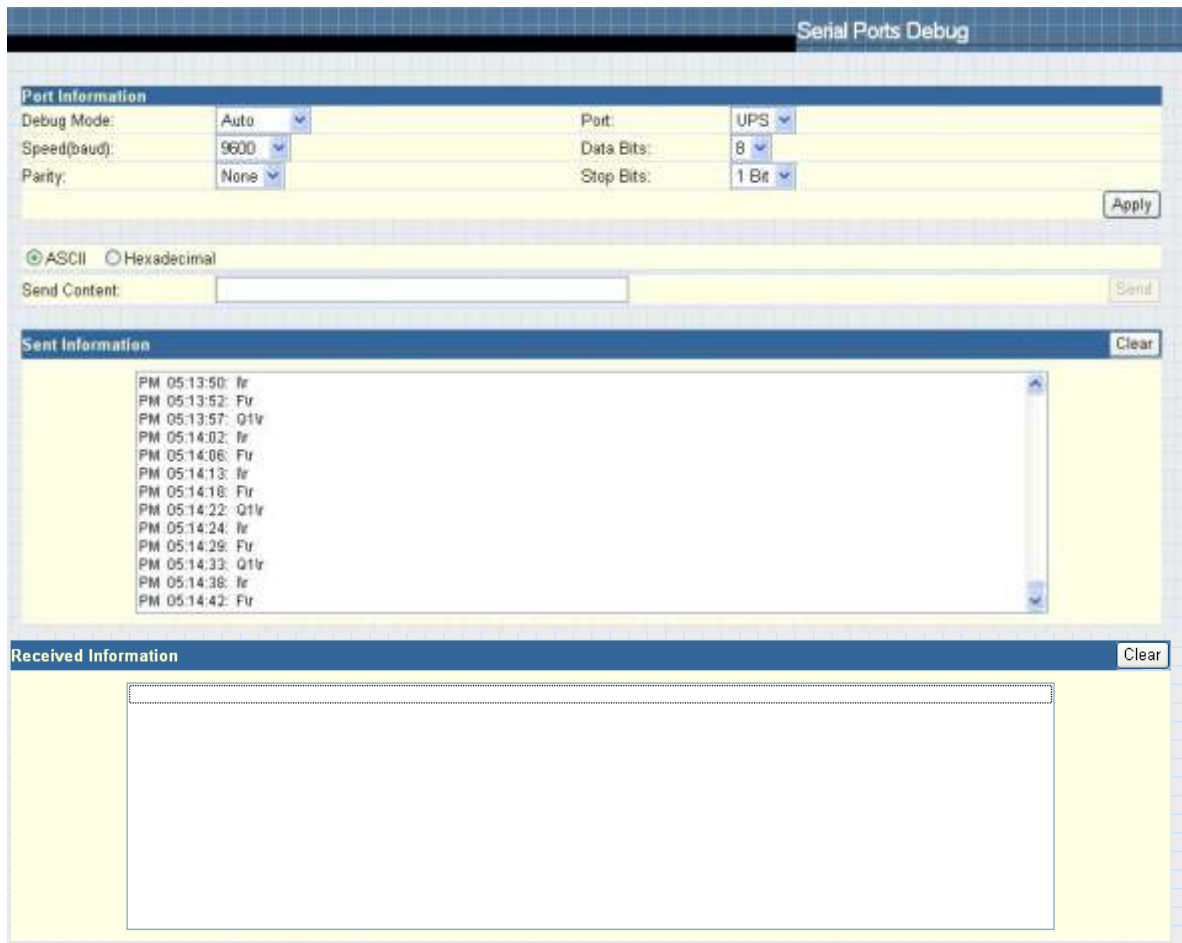 Serial Ports Debug
Port Information
Debug Mode: Auto Port: UPS
Speed(baud): 9600 Data Bits: 8
Parity: None Stop Bits: 1 Bit
Apply
ASCII Hexadecimal
Send Content: Send
Sent Information Clear
PM 05:13:50: I\r
PM 05:13:52: F\r
PM 05:13:57: Q1\r
PM 05:14:02: I\r
PM 05:14:06: F\r
PM 05:14:13: I\r
PM 05:14:18: F\r
PM 05:14:22: Q1\r
PM 05:14:24: I\r
PM 05:14:29: F\r
PM 05:14:33: Q1\r
PM 05:14:38: I\r
PM 05:14:42: F\r
Received Information Clear